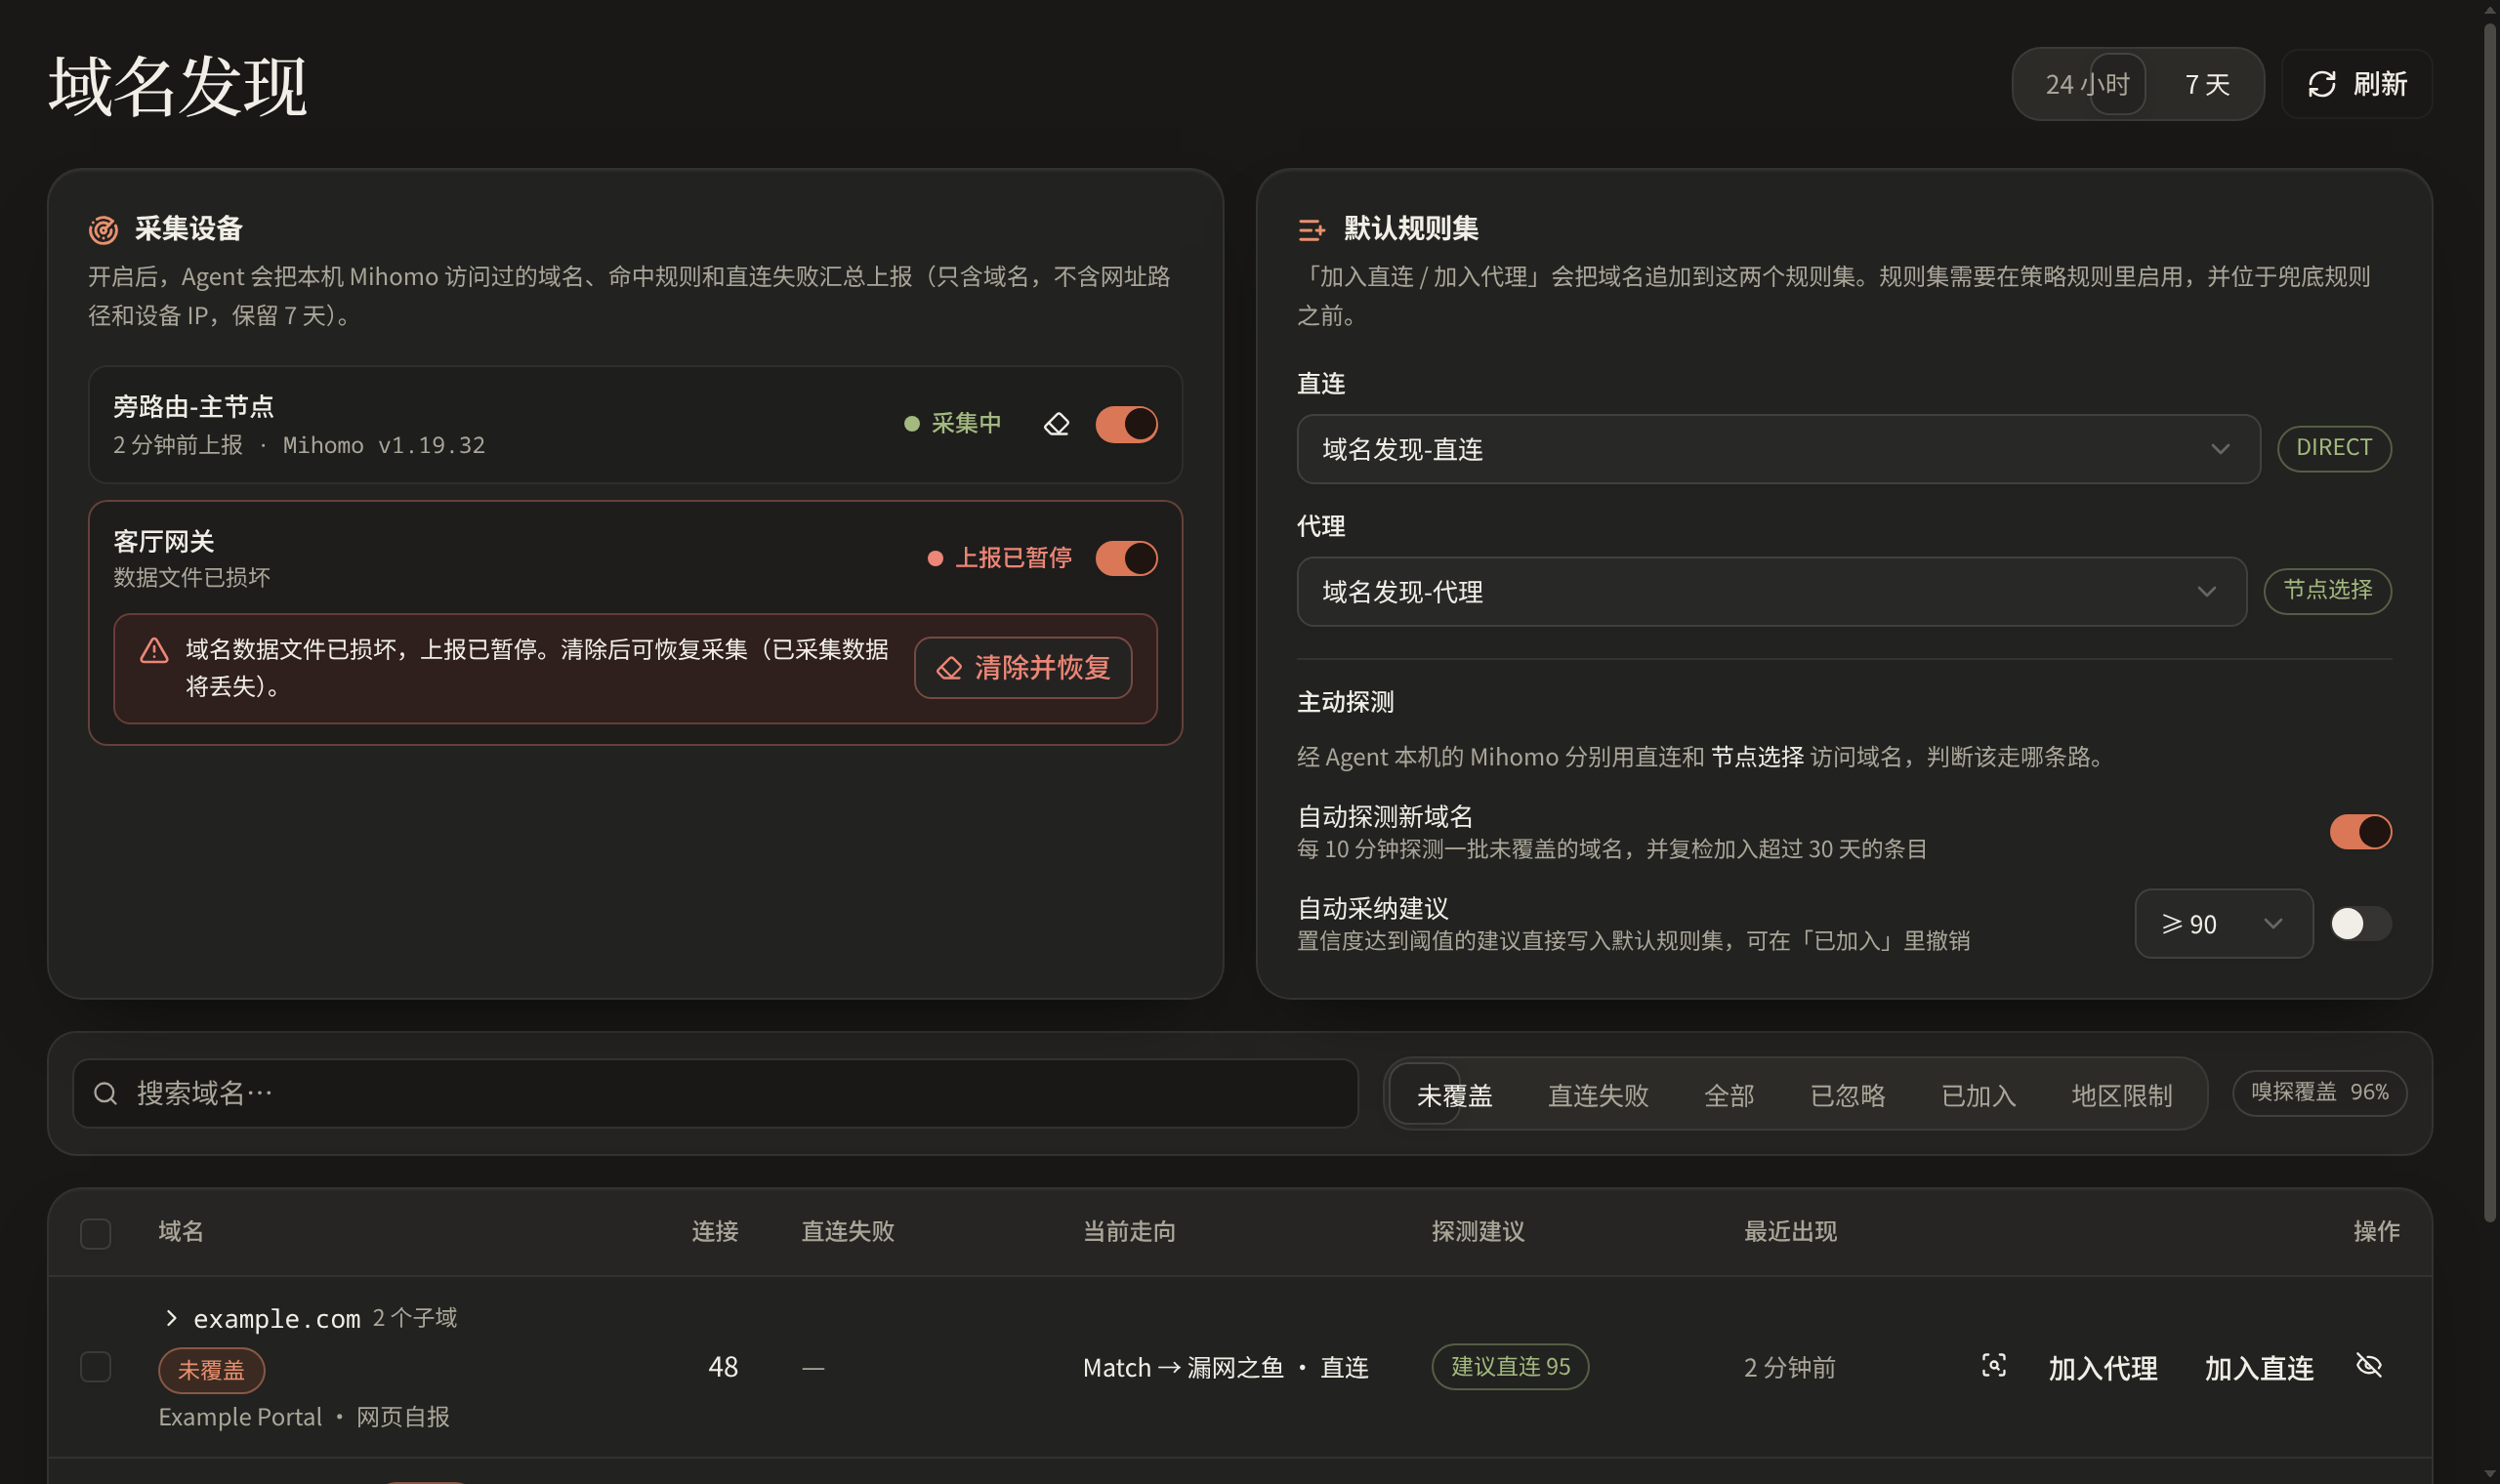 域名发现
24 小时
7 天
刷新
采集设备
开启后，Agent 会把本机 Mihomo 访问过的域名、命中规则和直连失败汇总上报（只含域名，不含网址路
径和设备 IP，保留 7 天）。
旁路由-主节点
2 分钟前上报 · Mihomo v1.19.32
采集中
客厅网关
数据文件已损坏
上报已暂停
域名数据文件已损坏，上报已暂停。清除后可恢复采集（已采集数据
将丢失）。
清除并恢复
默认规则集
「加入直连 / 加入代理」会把域名追加到这两个规则集。规则集需要在策略规则里启用，并位于兜底规则
之前。
直连
域名发现-直连
DIRECT
代理
域名发现-代理
节点选择
主动探测
经 Agent 本机的 Mihomo 分别用直连和 节点选择 访问域名，判断该走哪条路。
自动探测新域名
每 10 分钟探测一批未覆盖的域名，并复检加入超过 30 天的条目
自动采纳建议
置信度达到阈值的建议直接写入默认规则集，可在「已加入」里撤销
≥ 90
搜索域名…
未覆盖
直连失败
全部
已忽略
已加入
地区限制
嗅探覆盖 96%
域名
连接
直连失败
当前走向
探测建议
最近出现
操作
example.com 2 个子域
未覆盖
Example Portal • 网页自报
48
—
Match → 漏网之鱼 • 直连
建议直连 95
2 分钟前
加入代理
加入直连